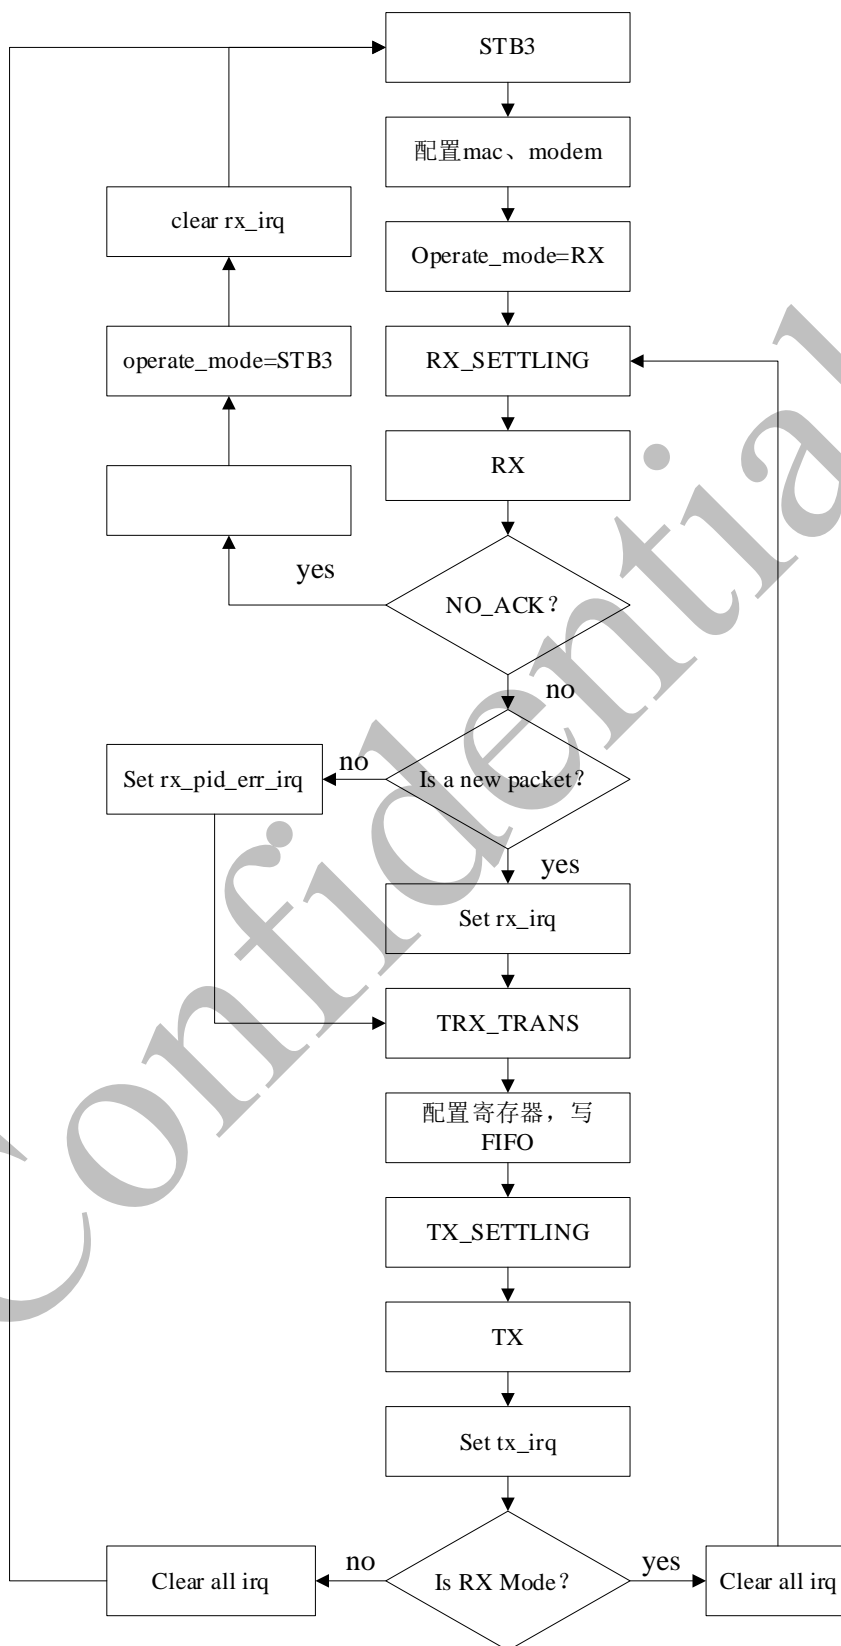 STB3
配置mac、modem
clear rx_irq
Operate_mode=RX
operate_mode=STB3
RX_SETTLING
RX
yes
NO_ACK？
no
Set rx_pid_err_irq
no
Is a new packet？
yes
Set rx_irq
TRX_TRANS
配置寄存器，写
FIFO
TX_SETTLING
TX
Set tx_irq
Clear all irq
no
Is RX Mode？
yes
Clear all irq
Confidential